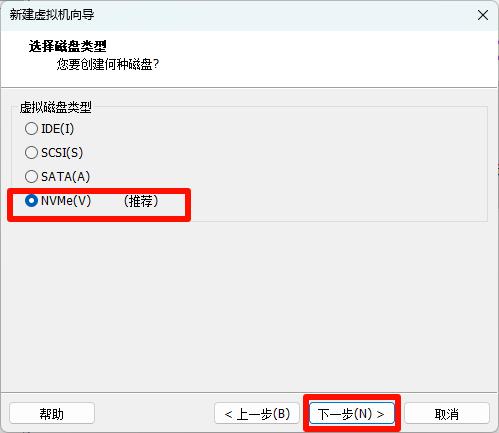 新建虚拟机向导
选择磁盘类型
您要创建何种磁盘?
虚拟磁盘类型
IDE(I)
SCSI(S)
SATA(A)
NVMe(V) (推荐)
帮助 < 上一步(B) 下一步(N) > 取消